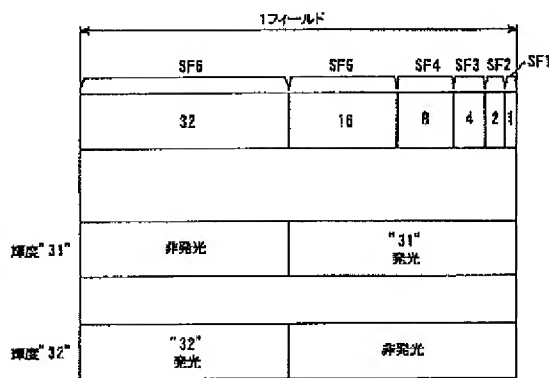 1フィールド
SF6 SF5 SF4 SF3 SF2 SF1
32 16 8 4 2 1
輝度"31" 非発光 "31"
発光
輝度"32" "32"
発光 非発光